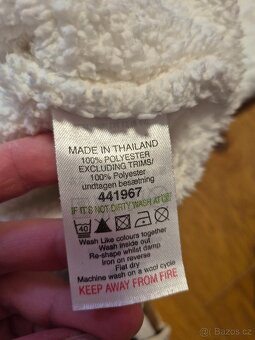 MADE IN THAILAND
100% POLYESTER
EXCLUDING TRIMS/
100% Polyester
undtagen besætning
441967
IF IT'S NOT DIRTY WASH AT 30°
40
Wash Like colours together
Wash inside out
Re-shape whilst damp
Iron on reverse
Flat dry
Machine wash on a wool cycle
KEEP AWAY FROM FIRE
bazos.cz